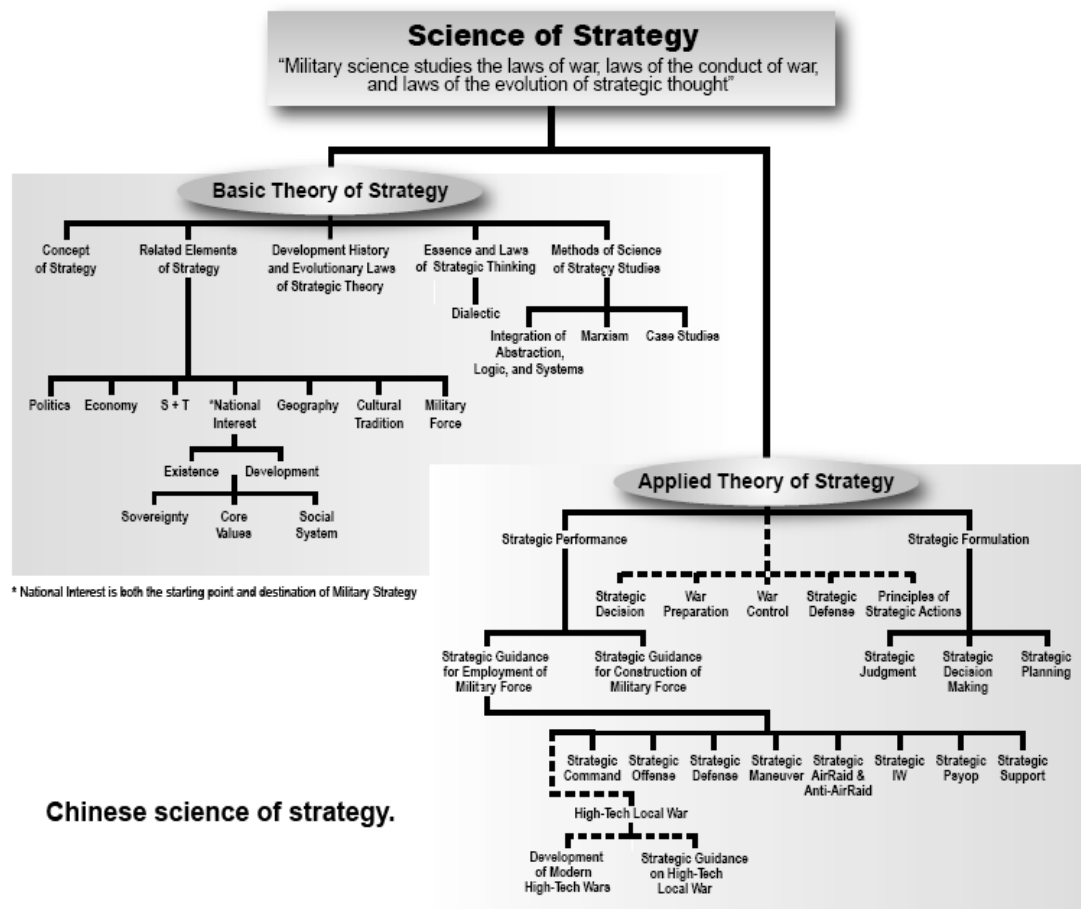 Science of Strategy
“Military science studies the laws of war, laws of the conduct of war,
and laws of the evolution of strategic thought”
Basic Theory of Strategy
Concept
of Strategy
Related Elements
of Strategy
Development History
and Evolutionary Laws
of Strategic Theory
Essence and Laws
of Strategic Thinking
Methods of Science
of Strategy Studies
Dialectic
Integration of
Abstraction,
Logic, and Systems
Marxism
Case Studies
Politics
Economy
S + T
*National
Interest
Geography
Cultural
Tradition
Military
Force
Existence
Development
Sovereignty
Core
Values
Social
System
* National Interest is both the starting point and destination of Military Strategy
Applied Theory of Strategy
Strategic Performance
Strategic Formulation
Strategic
Decision
War
Preparation
War
Control
Strategic
Defense
Principles of
Strategic Actions
Strategic Guidance
for Employment of
Military Force
Strategic Guidance
for Construction of
Military Force
Strategic
Judgment
Strategic
Decision
Making
Strategic
Planning
Strategic
Command
Strategic
Offense
Strategic
Defense
Strategic
Maneuver
Strategic
AirRaid &
Anti-AirRaid
Strategic
IW
Strategic
Psyop
Strategic
Support
High-Tech Local War
Development
of Modern
High-Tech Wars
Strategic Guidance
on High-Tech
Local War
Chinese science of strategy.